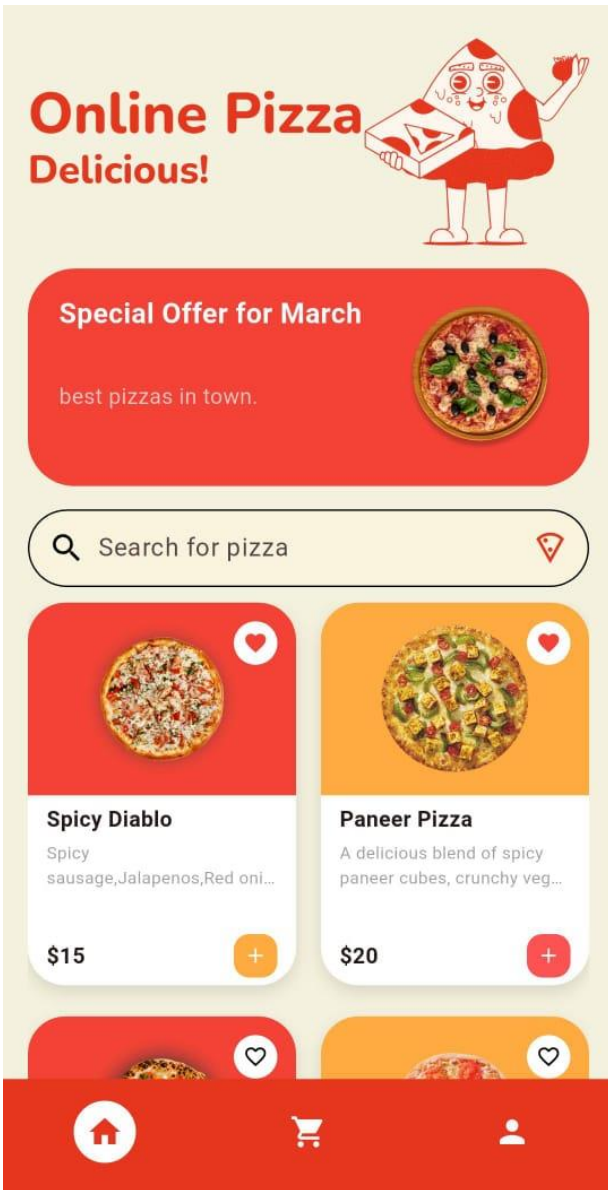 Online Pizza
Delicious!
Special Offer for March
best pizzas in town.
Search for pizza
Spicy Diablo
Spicy
sausage,Jalapenos,Red oni...
$15
+
Paneer Pizza
A delicious blend of spicy
paneer cubes, crunchy veg...
$20
+